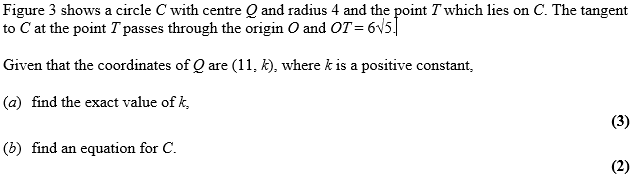 Figure 3 shows a circle C with centre Q and radius 4 and the point T which lies on C. The tangent
to C at the point T passes through the origin O and OT = 6√5.
Given that the coordinates of Q are (11, k), where k is a positive constant,
(a) find the exact value of k,
(3)
(b) find an equation for C.
(2)